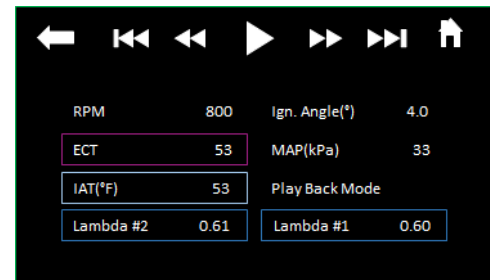 RPM 800 Ign. Angle(°) 4.0
ECT 53 MAP(kPa) 33
IAT(°F) 53 Play Back Mode
Lambda #2 0.61 Lambda #1 0.60